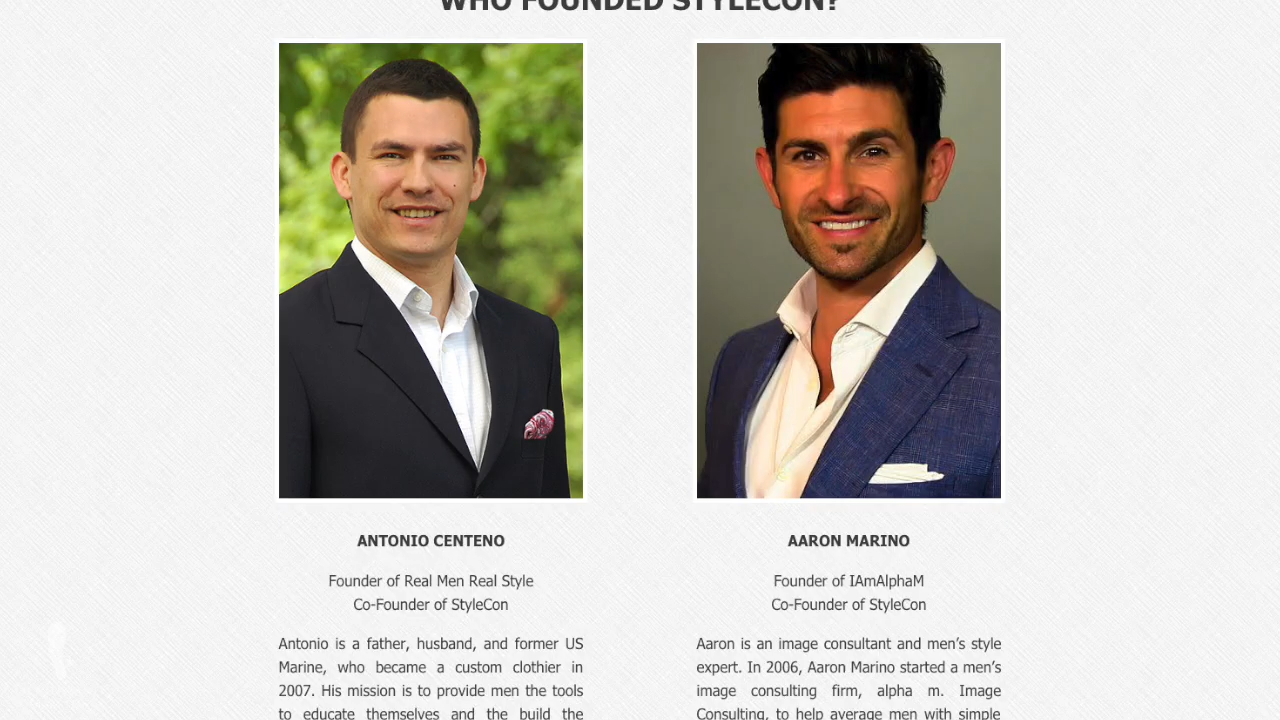 WHO FOUNDED STYLECON?
ANTONIO CENTENO
Founder of Real Men Real Style
Co-Founder of StyleCon
Antonio is a father, husband, and former US
Marine, who became a custom clothier in
2007. His mission is to provide men the tools
to educate themselves and the build the
AARON MARINO
Founder of IAmAlphaM
Co-Founder of StyleCon
Aaron is an image consultant and men’s style
expert. In 2006, Aaron Marino started a men’s
image consulting firm, alpha m. Image
Consulting, to help average men with simple